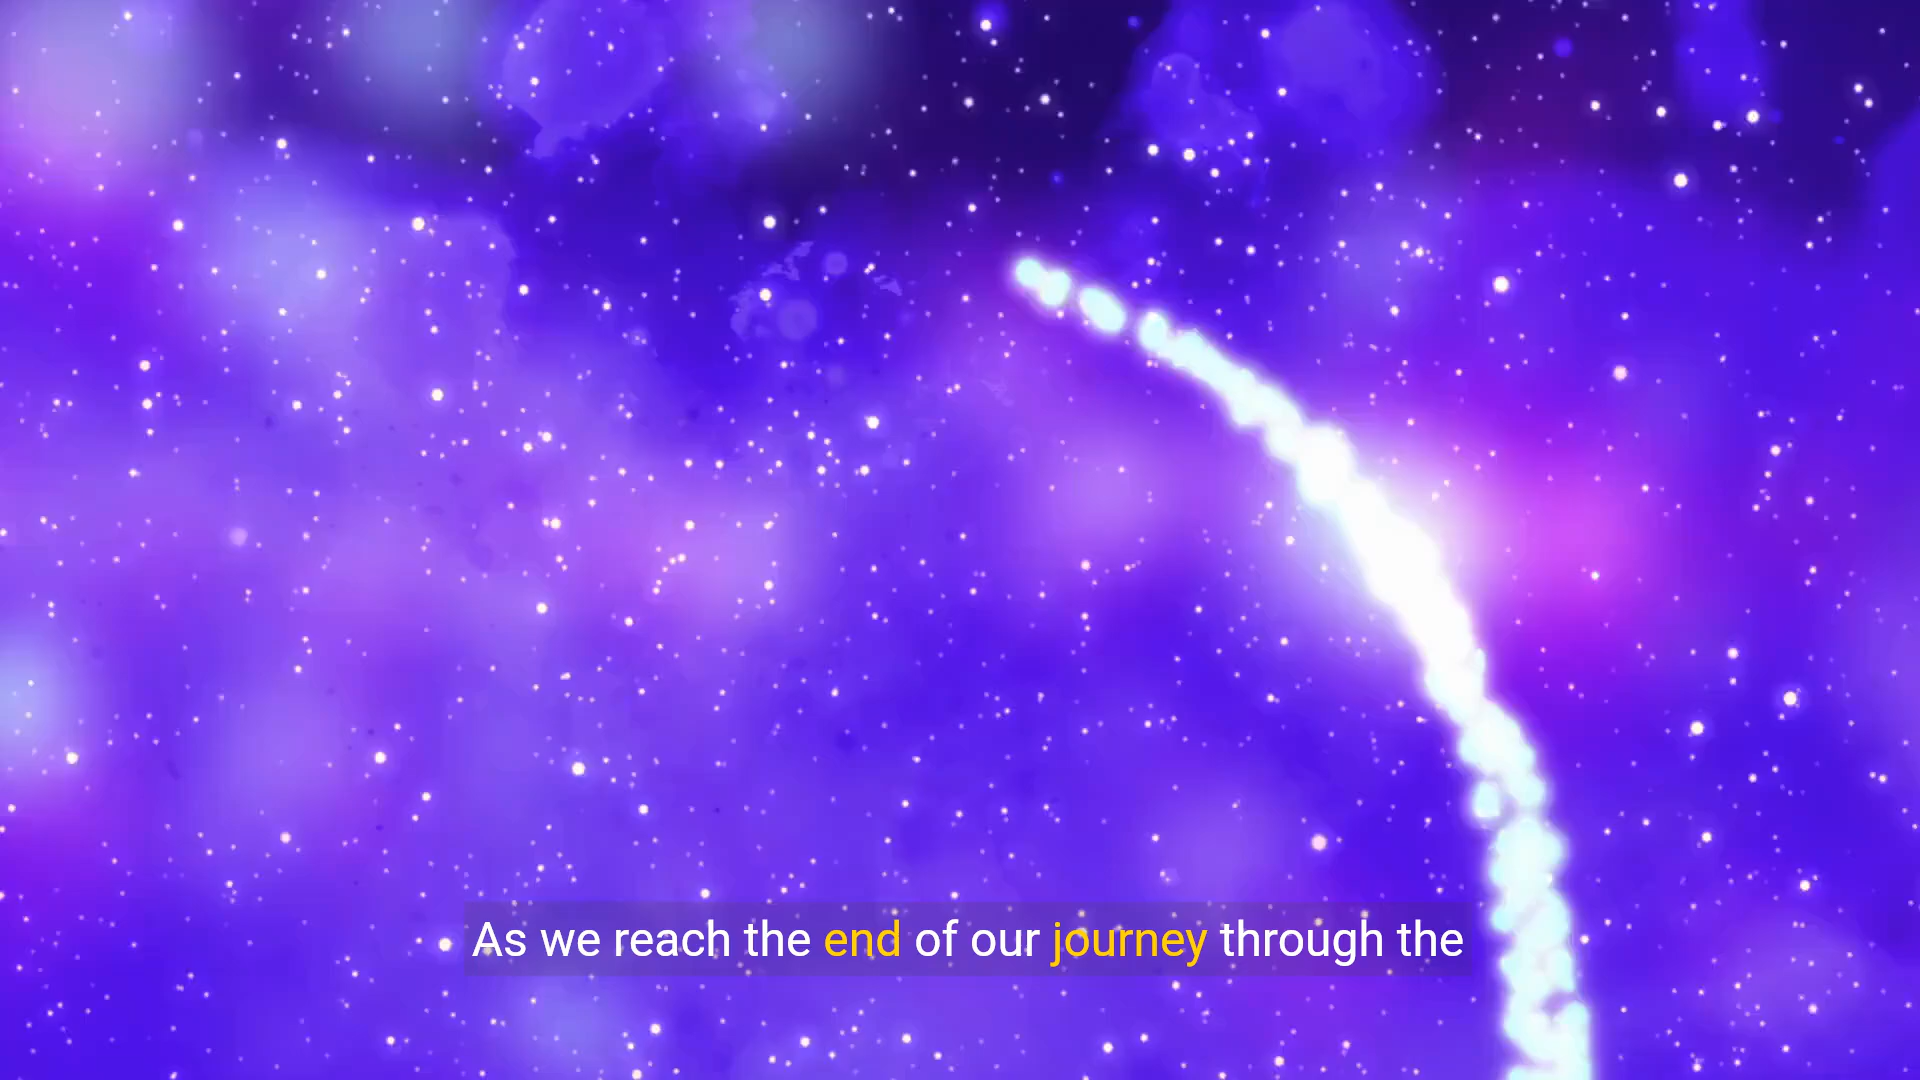 As we reach the end of our journey through the